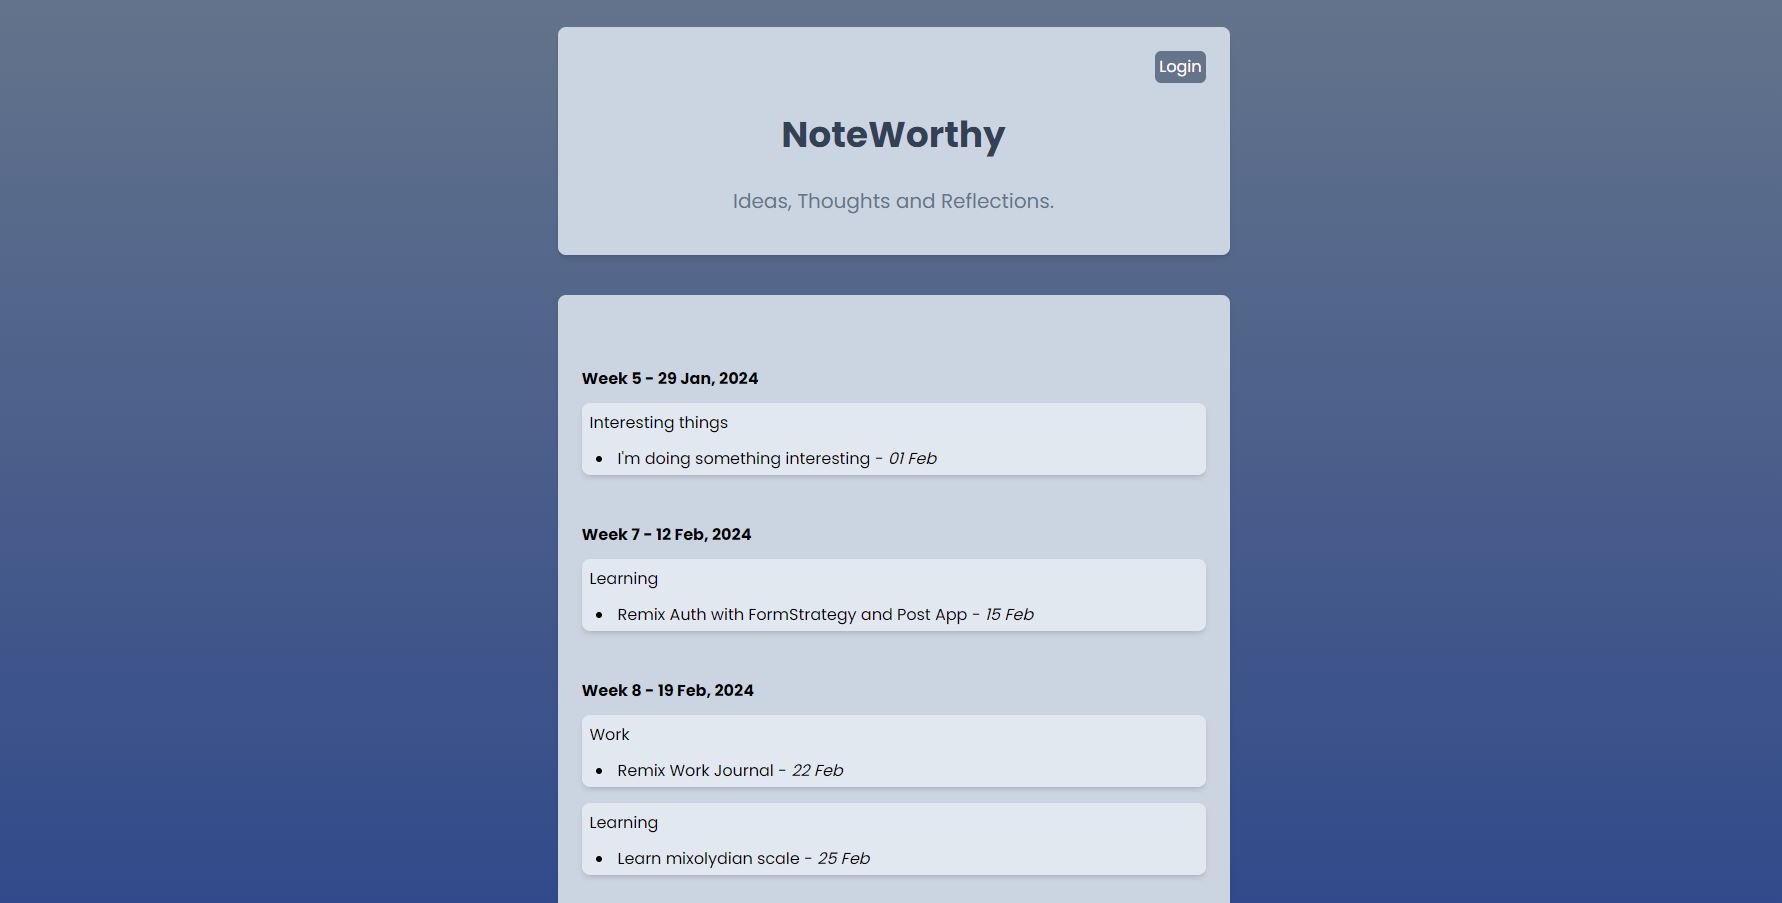 Login
NoteWorthy
Ideas, Thoughts and Reflections.
Week 5 - 29 Jan, 2024
Interesting things
• I'm doing something interesting - 01 Feb
Week 7 - 12 Feb, 2024
Learning
• Remix Auth with FormStrategy and Post App - 15 Feb
Week 8 - 19 Feb, 2024
Work
• Remix Work Journal - 22 Feb
Learning
• Learn mixolydian scale - 25 Feb